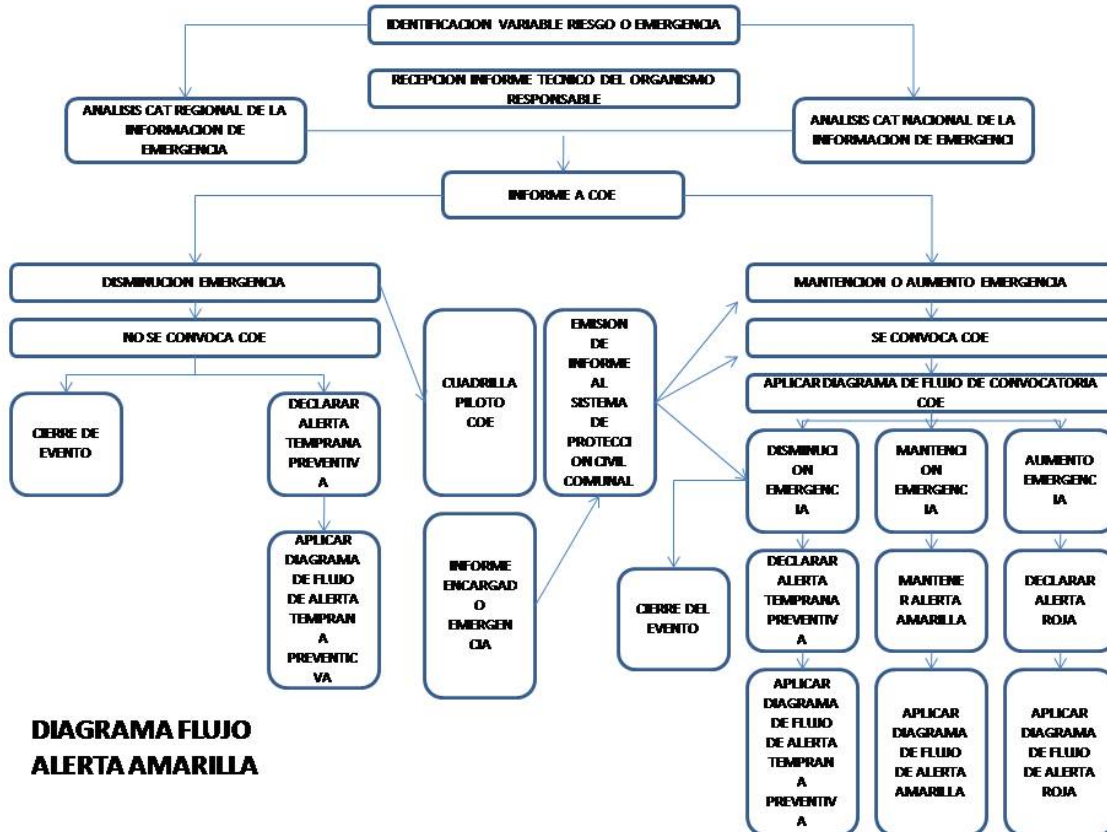 IDENTIFICACION VARIABLE RIESGO O EMERGENCIA
RECEPCION INFORME TECNICO DEL ORGANISMO
RESPONSABLE
ANALISIS CAT REGIONAL DE LA
INFORMACION DE
EMERGENCIA
ANALISIS CAT NACIONAL DE LA
INFORMACION DE EMERGENCI
INFORME A COE
DISMINUCION EMERGENCIA
MANTENCION O AUMENTO EMERGENCIA
NO SE CONVOCA COE
SE CONVOCA COE
APLICAR DIAGRAMA DE FLUJO DE CONVOCATORIA
COE
CIERRE DE
EVENTO
DECLARAR
ALERTA
TEMPRANA
PREVENTIV
A
CUADRILLA
PILOTO
COE
EMISION
DE
INFORME
AL
SISTEMA
DE
PROTECCI
ON CIVIL
COMUNAL
DISMINUCI
ON
EMERGENC
IA
MANTENCI
ON
EMERGENC
IA
AUMENTO
EMERGENC
IA
APLICAR
DIAGRAMA
DE FLUJO
DE ALERTA
TEMPRAN
A
PREVENTIC
VA
INFORME
ENCARGAD
O
EMERGEN
CIA
CIERRE DEL
EVENTO
DECLARAR
ALERTA
TEMPRANA
PREVENTIV
A
MANTENE
R ALERTA
AMARILLA
DECLARAR
ALERTA
ROJA
APLICAR
DIAGRAMA
DE FLUJO
DE ALERTA
TEMPRAN
A
PREVENTIV
A
APLICAR
DIAGRAMA
DE FLUJO
DE ALERTA
AMARILLA
APLICAR
DIAGRAMA
DE FLUJO
DE ALERTA
ROJA
DIAGRAMA FLUJO
ALERTA AMARILLA